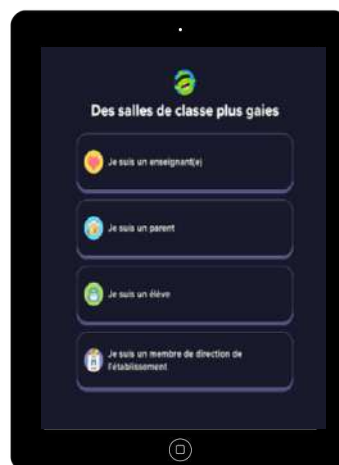 Des salles de classe plus gaies
Je suis un enseignant(e)
Je suis un parent
Je suis un élève
Je suis un membre de direction de
l'établissement